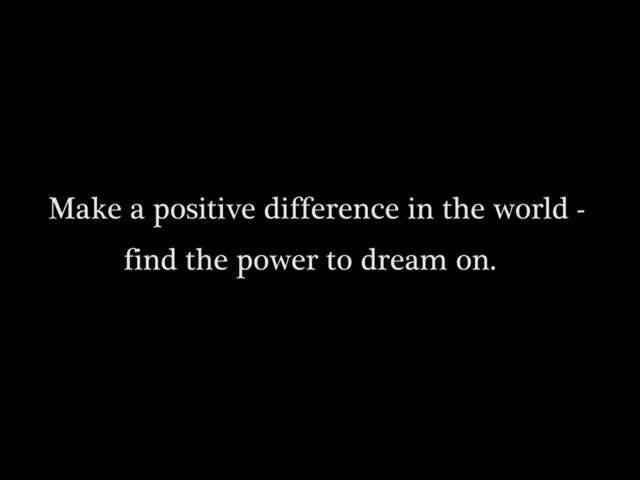 Make a positive difference in the world -
find the power to dream on.